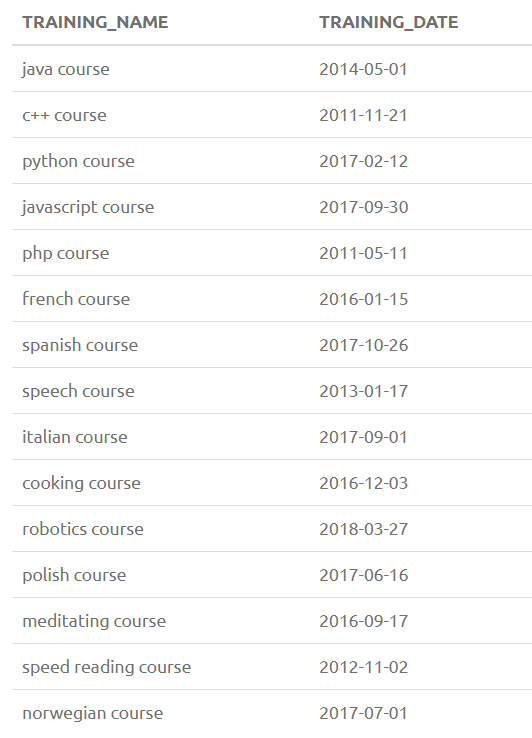 TRAINING_NAME TRAINING_DATE
java course 2014-05-01
c++ course 2011-11-21
python course 2017-02-12
javascript course 2017-09-30
php course 2011-05-11
french course 2016-01-15
spanish course 2017-10-26
speech course 2013-01-17
italian course 2017-09-01
cooking course 2016-12-03
robotics course 2018-03-27
polish course 2017-06-16
meditating course 2016-09-17
speed reading course 2012-11-02
norwegian course 2017-07-01